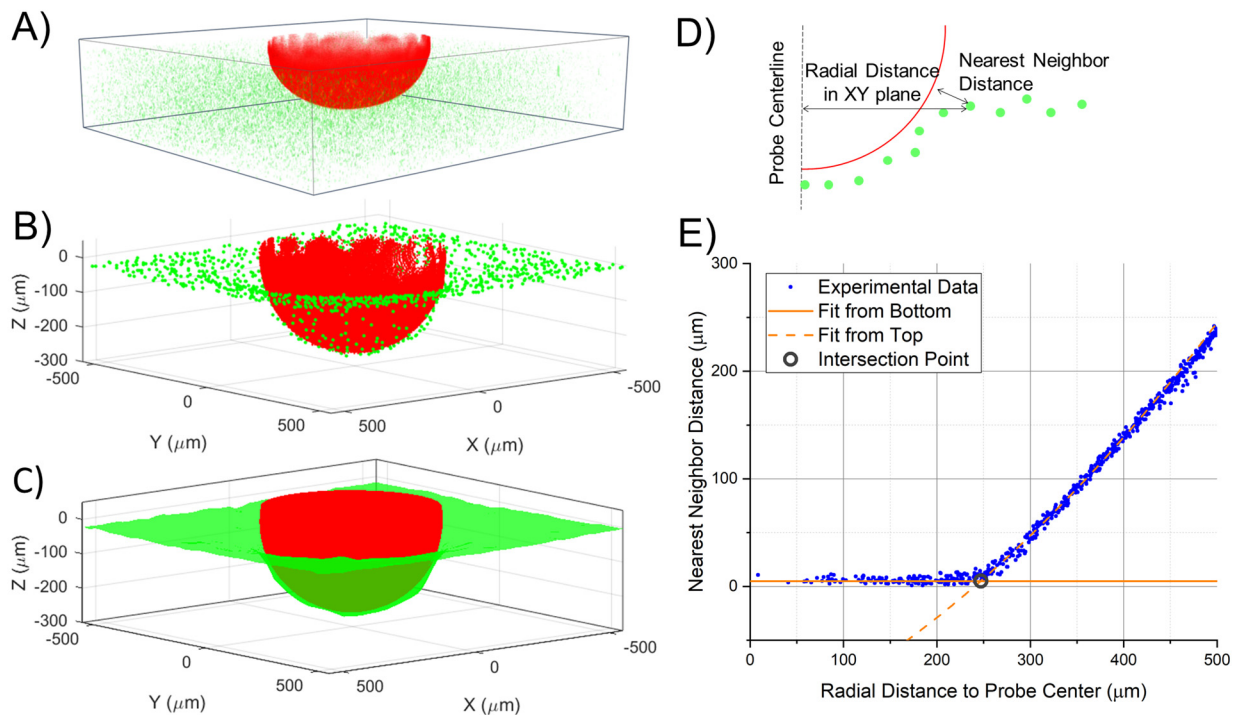 A)
B)
0
-100
-200
-300
Z (µm)
-500
0
500
Y (µm)
500
0
-500
X (µm)
C)
0
-100
-200
-300
Z (µm)
-500
0
500
Y (µm)
500
0
-500
X (µm)
D)
Probe Centerline
Radial Distance
in XY plane
Nearest Neighbor
Distance
E)
300
200
100
0
Nearest Neighbor Distance (µm)
Experimental Data
Fit from Bottom
Fit from Top
Intersection Point
0 100 200 300 400 500
Radial Distance to Probe Center (µm)